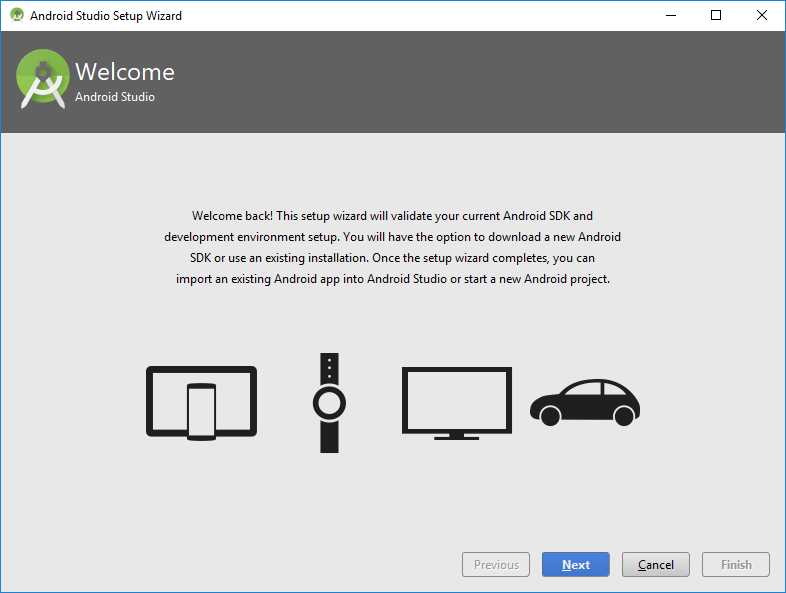 Android Studio Setup Wizard
Welcome
Android Studio
Welcome back! This setup wizard will validate your current Android SDK and
development environment setup. You will have the option to download a new Android
SDK or use an existing installation. Once the setup wizard completes, you can
import an existing Android app into Android Studio or start a new Android project.
Previous Next Cancel Finish